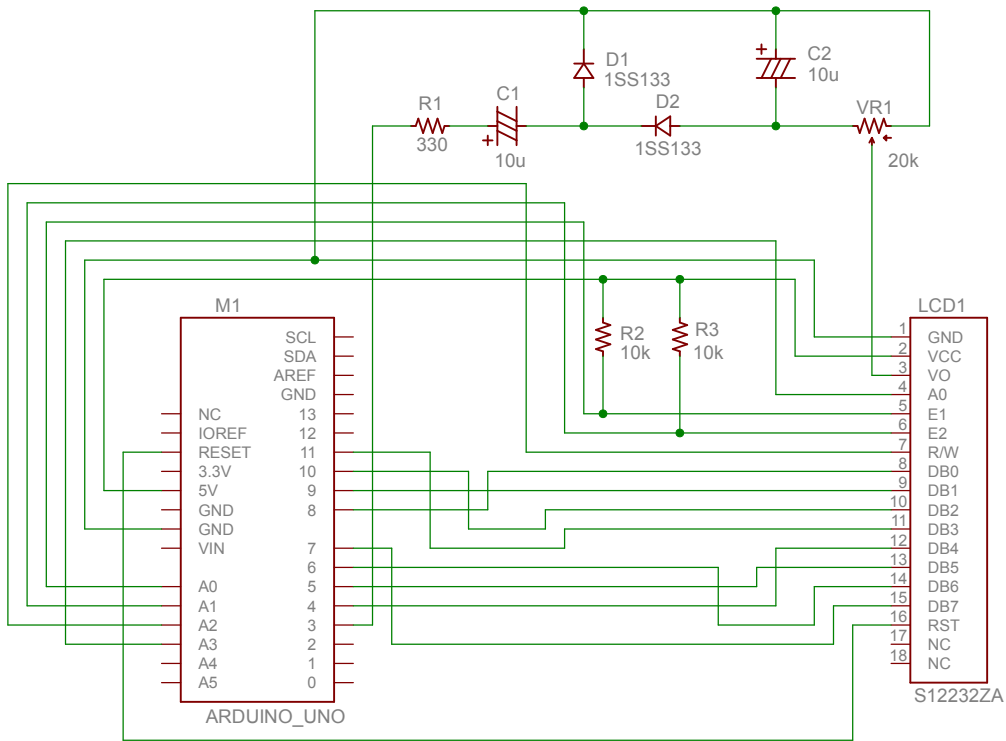 D1
1SS133
C2
10u
R1
330
C1
10u
D2
1SS133
VR1
20k
M1
R2
10k
R3
10k
LCD1
SCL
SDA
AREF
GND
NC
13
IOREF
12
RESET
11
3.3V
10
5V
9
GND
8
GND
VIN
7
6
A0
5
A1
4
A2
3
A3
2
A4
1
A5
0
ARDUINO_UNO
1 GND
2 VCC
3 VO
4 A0
5 E1
6 E2
7 R/W
8 DB0
9 DB1
10 DB2
11 DB3
12 DB4
13 DB5
14 DB6
15 DB7
16 RST
17 NC
18 NC
S12232ZA